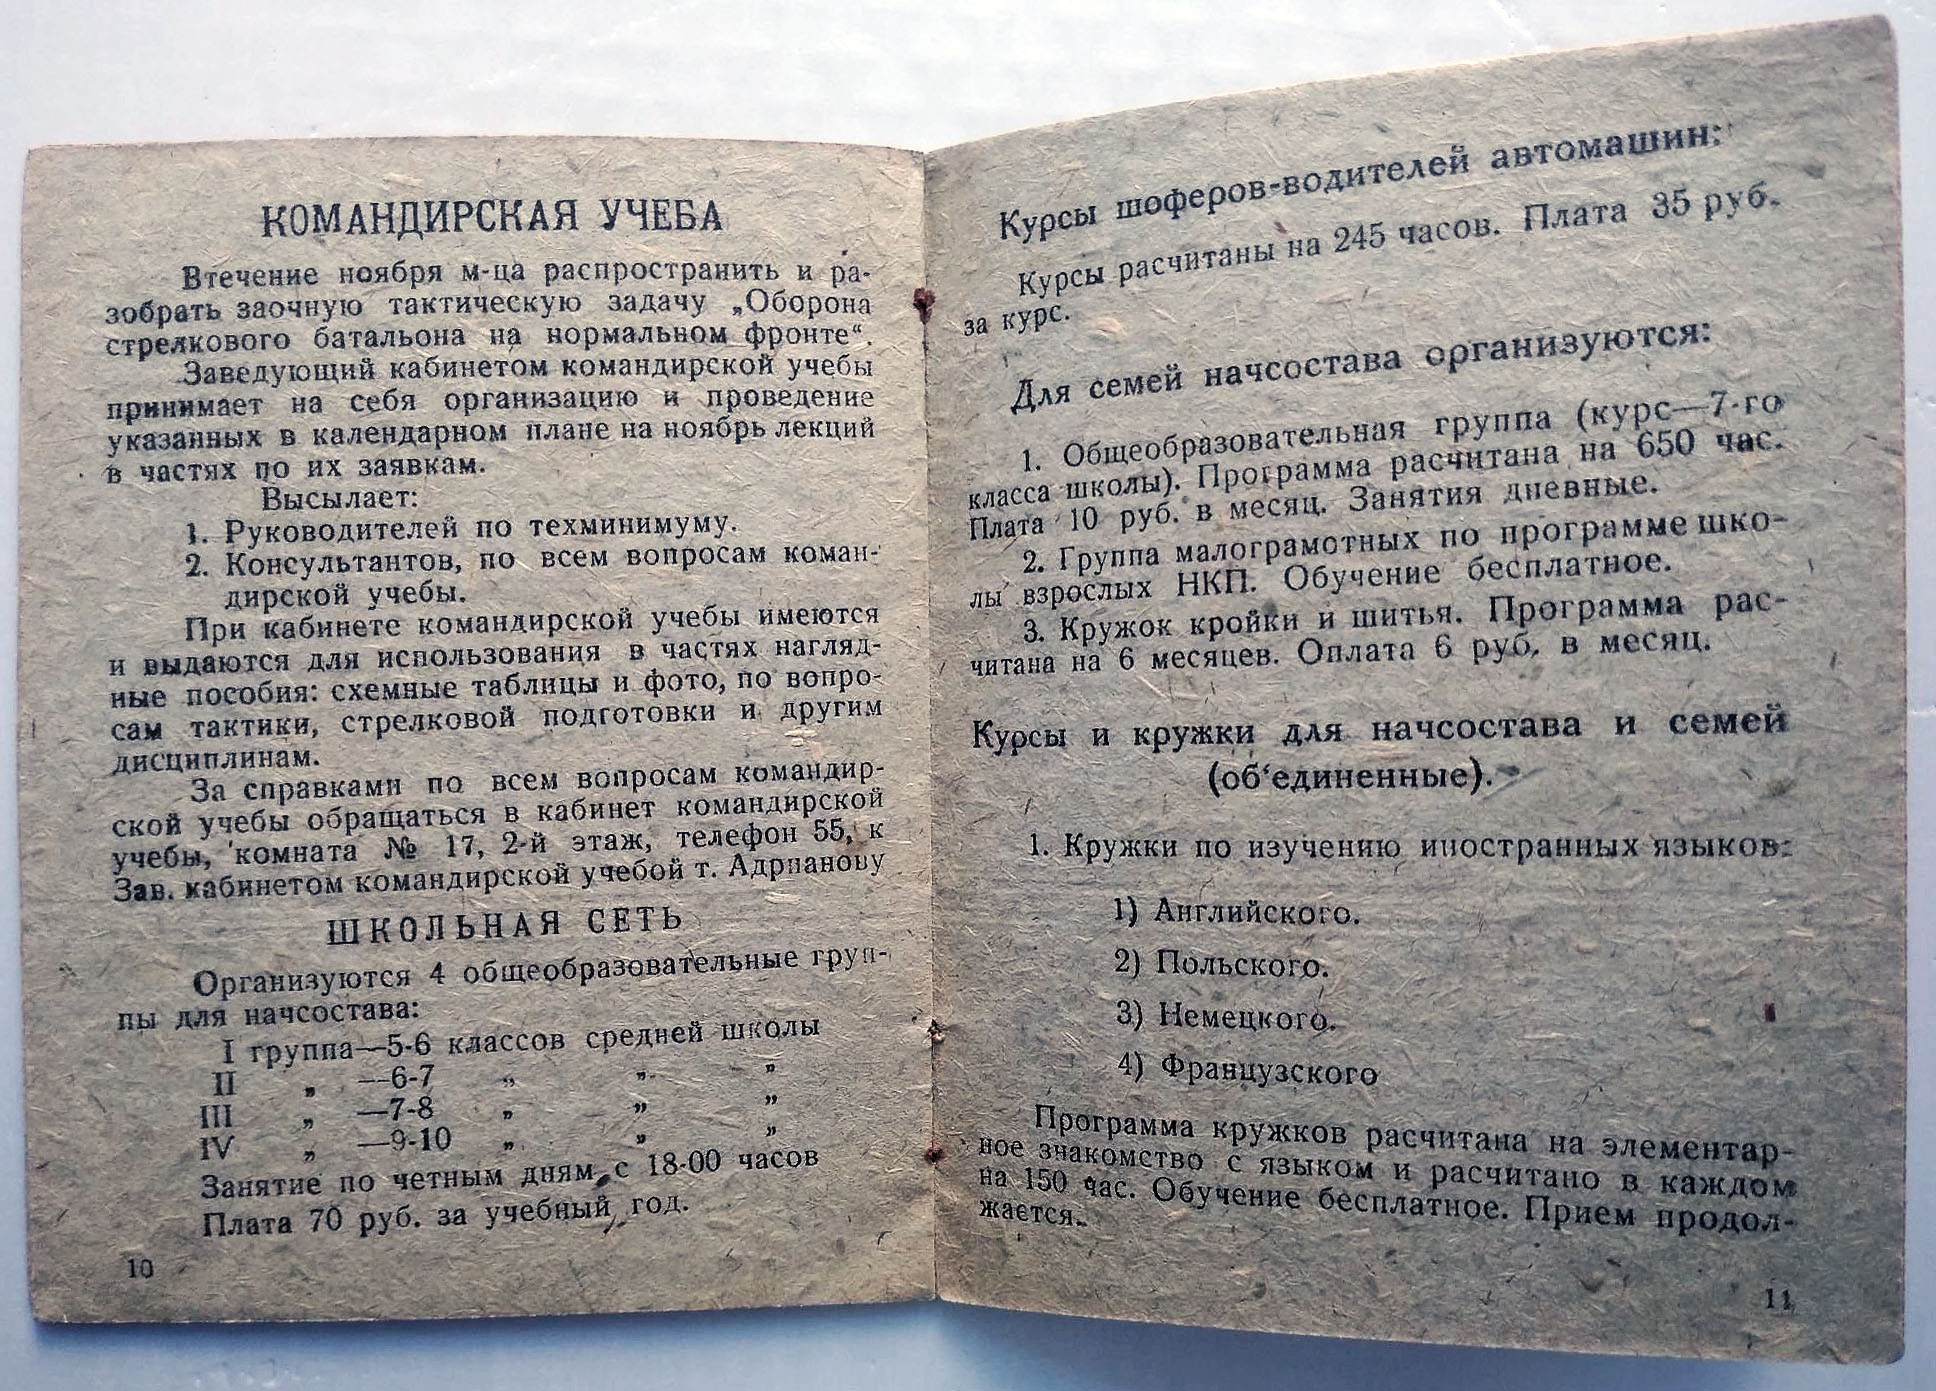 КОМАНДИРСКАЯ УЧЕБА
Втечение ноября м-ца распространить и ра-
зобрать заочную тактическую задачу „Оборона
стрелкового батальона на нормальном фронте“.
Заведующий кабинетом командирской учебы
принимает на себя организацию и проведение
указанных в календарном плане на ноябрь лекций
в частях по их заявкам.
Высылает:
1. Руководителей по техминимуму.
2. Консультантов, по всем вопросам коман-
дирской учебы.
При кабинете командирской учебы имеются
и выдаются для использования в частях нагляд-
ные пособия: схемные таблицы и фото, по вопро-
сам тактики, стрелковой подготовки и другим
дисциплинам.
За справками по всем вопросам командир-
ской учебы обращаться в кабинет командирской
учебы, комната № 17, 2-й этаж, телефон 55, к
Зав. кабинетом командирской учебой т. Адрианову
ШКОЛЬНАЯ СЕТЬ
Организуются 4 общеобразовательные груп-
пы для начсостава:
I группа—5-6 классов средней школы
II „ —6-7 „ „ „
III „ —7-8 „ „ „
IV „ —9-10 „ „ „
Занятие по четным дням, с 18-00 часов
Плата 70 руб. за учебный год.
10
Курсы шоферов-водителей автомашин:
Курсы расчитаны на 245 часов. Плата 35 руб.
за курс.
Для семей начсостава организуются:
1. Общеобразовательная группа (курс—7-го
класса школы). Программа расчитана на 650 час.
Плата 10 руб. в месяц. Занятия дневные.
2. Группа малограмотных по программе шко-
лы взрослых НКП. Обучение бесплатное.
3. Кружок кройки и шитья. Программа рас-
читана на 6 месяцев. Оплата 6 руб. в месяц.
Курсы и кружки для начсостава и семей
(об‘единенные).
1. Кружки по изучению иностранных языков:
1) Английского.
2) Польского.
3) Немецкого.
4) Французского
Программа кружков расчитана на элементар-
ное знакомство с языком и расчитано в каждом
на 150 час. Обучение бесплатное. Прием продол-
жается.
11